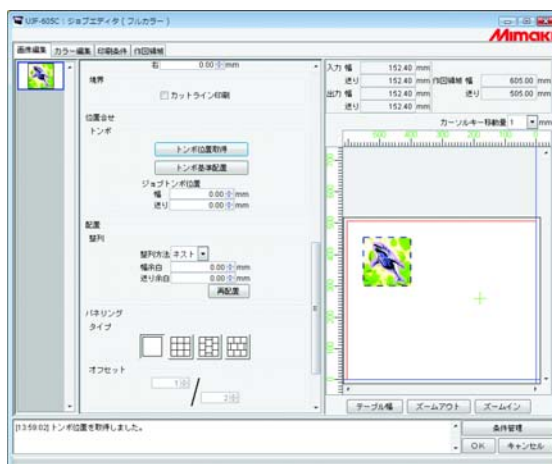 UJF-605C : ジョブエディタ ( フルカラー )
Mimaki
画像編集 カラー編集 印刷条件 作図領域
右 0.00 mm
境界
カットライン印刷
位置合せ
トンボ
トンボ位置取得
トンボ基準配置
ジョブトンボ位置
幅 0.00 mm
送り 0.00 mm
配置
整列
整列方法 ネスト
幅余白 0.00 mm
送り余白 0.00 mm
再配置
パネリング
タイプ
オフセット
1 / 2
入力 幅 152.40 mm
送り 152.40 mm 作図領域 幅 605.00 mm
出力 幅 152.40 mm 送り 505.00 mm
送り 152.40 mm
カーソルキー移動量 1 mm
テーブル幅 ズームアウト ズームイン
[13:59:02] トンボ位置を取得しました。
条件管理
OK キャンセル